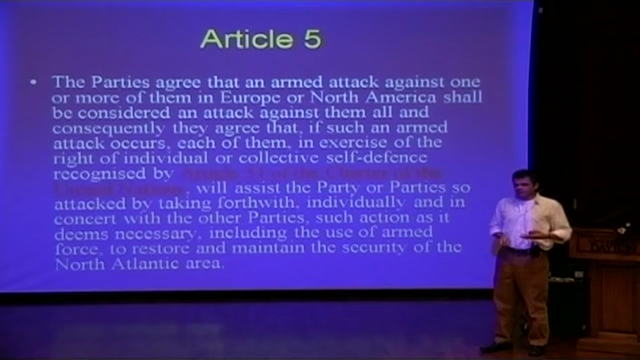 Article 5
• The Parties agree that an armed attack against one
or more of them in Europe or North America shall
be considered an attack against them all and
consequently they agree that, if such an armed
attack occurs, each of them, in exercise of the
right of individual or collective self-defence
recognised by Article 51 of the Charter of the
United Nations, will assist the Party or Parties so
attacked by taking forthwith, individually and in
concert with the other Parties, such action as it
deems necessary, including the use of armed
force, to restore and maintain the security of the
North Atlantic area.